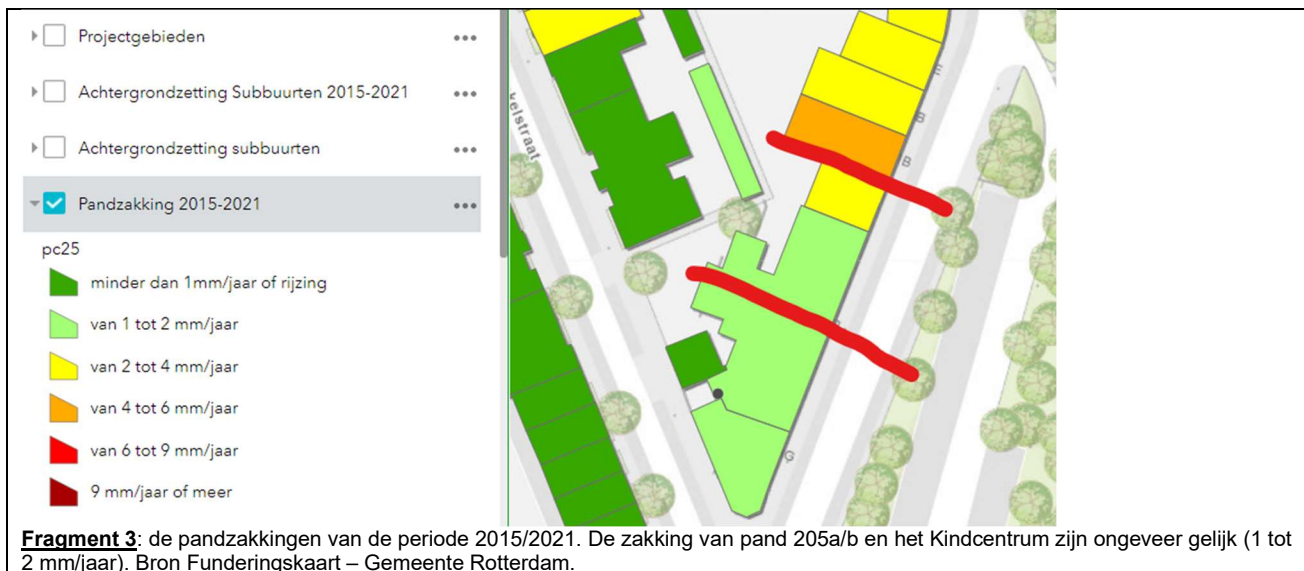 Projectgebieden
Achtergrondzetting Subbuurten 2015-2021
Achtergrondzetting subbuurten
Pandzakking 2015-2021
pc25
minder dan 1mm/jaar of rijzing
van 1 tot 2 mm/jaar
van 2 tot 4 mm/jaar
van 4 tot 6 mm/jaar
van 6 tot 9 mm/jaar
9 mm/jaar of meer
kelstraat
B
B
G
Fragment 3: de pandzakkingen van de periode 2015/2021. De zakking van pand 205a/b en het Kindcentrum zijn ongeveer gelijk (1 tot
2 mm/jaar). Bron Funderingskaart – Gemeente Rotterdam.